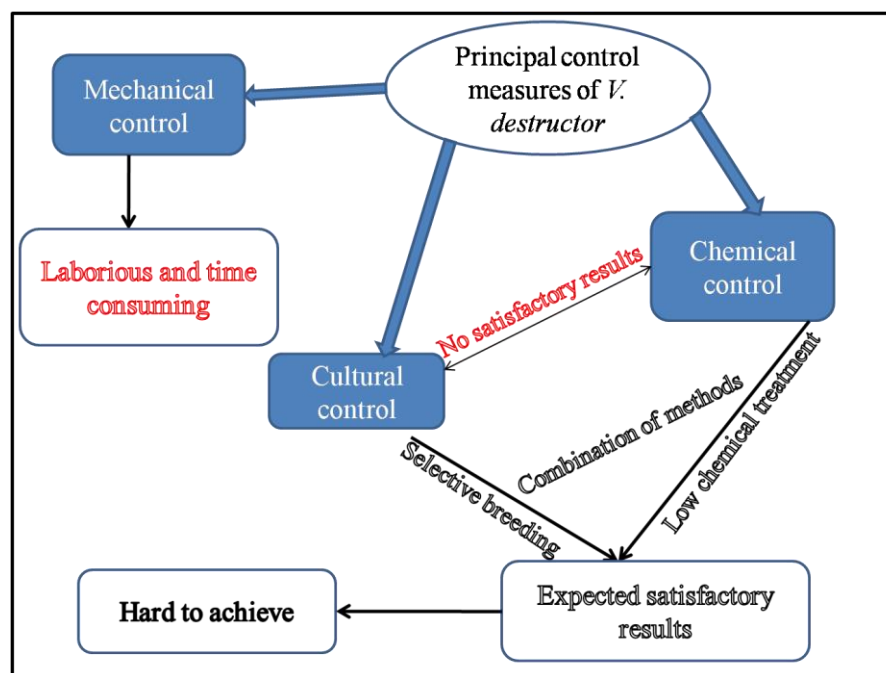 Principal control
measures of V.
destructor
Mechanical
control
Laborious and time
consuming
Chemical
control
No satisfactory results
Cultural
control
Combination of methods
Selective breeding
Low chemical treatment
Expected satisfactory
results
Hard to achieve